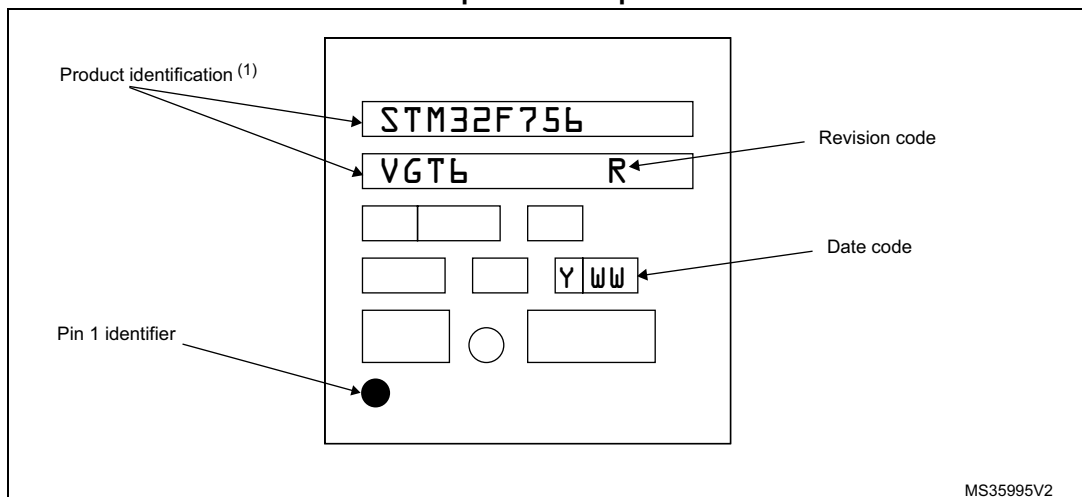 Product identification (1)
STM32F756
Revision code
VGT6 R
Date code
Y WW
Pin 1 identifier
MS35995V2